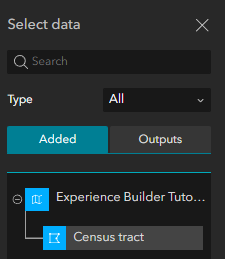 Select data
Search
Type All
Added Outputs
Experience Builder Tuto...
Census tract